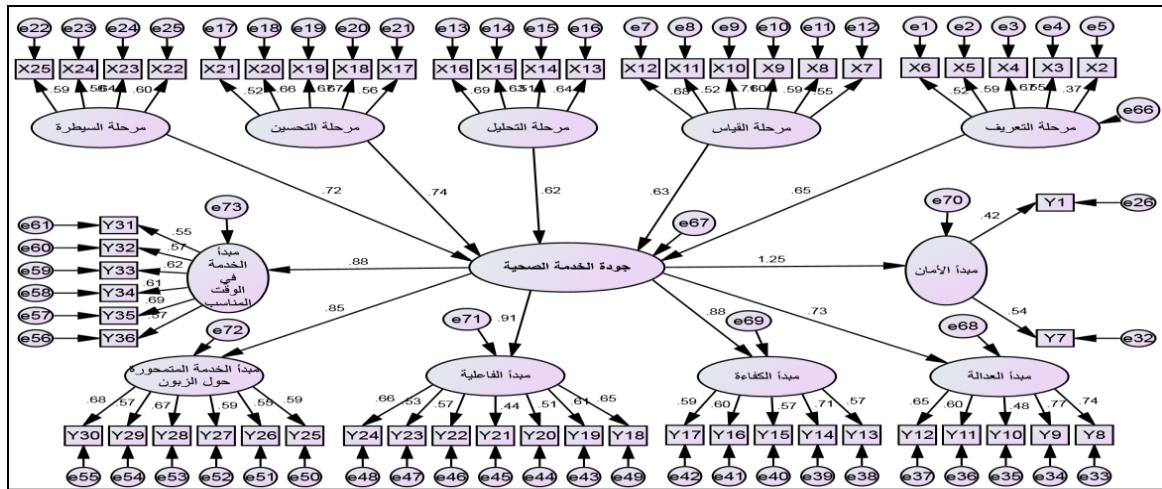 e22 e23 e24 e25 e17 e18 e19 e20 e21 e13 e14 e15 e16 e7 e8 e9 e10 e11 e12 e1 e2 e3 e4 e5
X25 X24 X23 X22 X21 X20 X19 X18 X17 X16 X15 X14 X13 X12 X11 X10 X9 X8 X7 X6 X5 X4 X3 X2
.59 .64 .60 .52 .66 .67 .56 .69 .64 .68 .52 .59 .55 .52 .59 .37
مرحلة السيطرة مرحلة التحسين مرحلة التحليل مرحلة القياس مرحلة التعريف e66
.72 .74 .62 .63 .65
e73 e67 e70
e61 Y31 .55 .42 Y1 e26
e60 Y32 .57
e59 Y33 .62
e58 Y34 .61
e57 Y35 .69
e56 Y36 .57
مبدأ
الخدمة
في
الوقت
المناسب
.88 جودة الخدمة الصحية 1.25 مبدأ الأمان
.54 Y7 e32
.85 .91 .88 .73
e72 e71 e69 e68
مبدأ الخدمة المتمحورة
حول الزبون
مبدأ الفاعلية مبدأ الكفاءة مبدأ العدالة
.68 .57 .67 .59 .55 .59 .66 .53 .57 .44 .51 .61 .65 .59 .60 .57 .71 .57 .65 .60 .48 .77 .74
Y30 Y29 Y28 Y27 Y26 Y25 Y24 Y23 Y22 Y21 Y20 Y19 Y18 Y17 Y16 Y15 Y14 Y13 Y12 Y11 Y10 Y9 Y8
e55 e54 e53 e52 e51 e50 e48 e47 e46 e45 e44 e43 e49 e42 e41 e40 e39 e38 e37 e36 e35 e34 e33